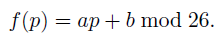 f(p) = ap + b mod 26.